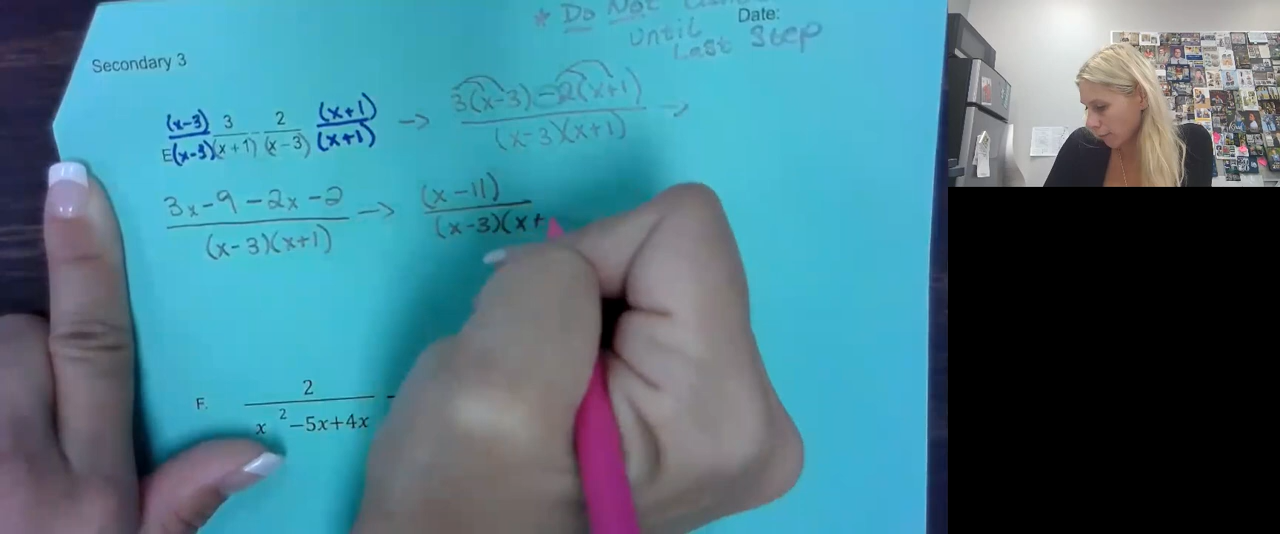 * Do Not
Date:
Until
Last Step
Secondary 3
E (x-3)/(x-3) 3/(x+1) - 2/(x-3) (x+1)/(x+1) → 3(x-3) - 2(x+1) / (x-3)(x+1) →
3x-9-2x-2 / (x-3)(x+1) → (x-11) / (x-3)(x+
F. 2 / x 2 -5x+4x -